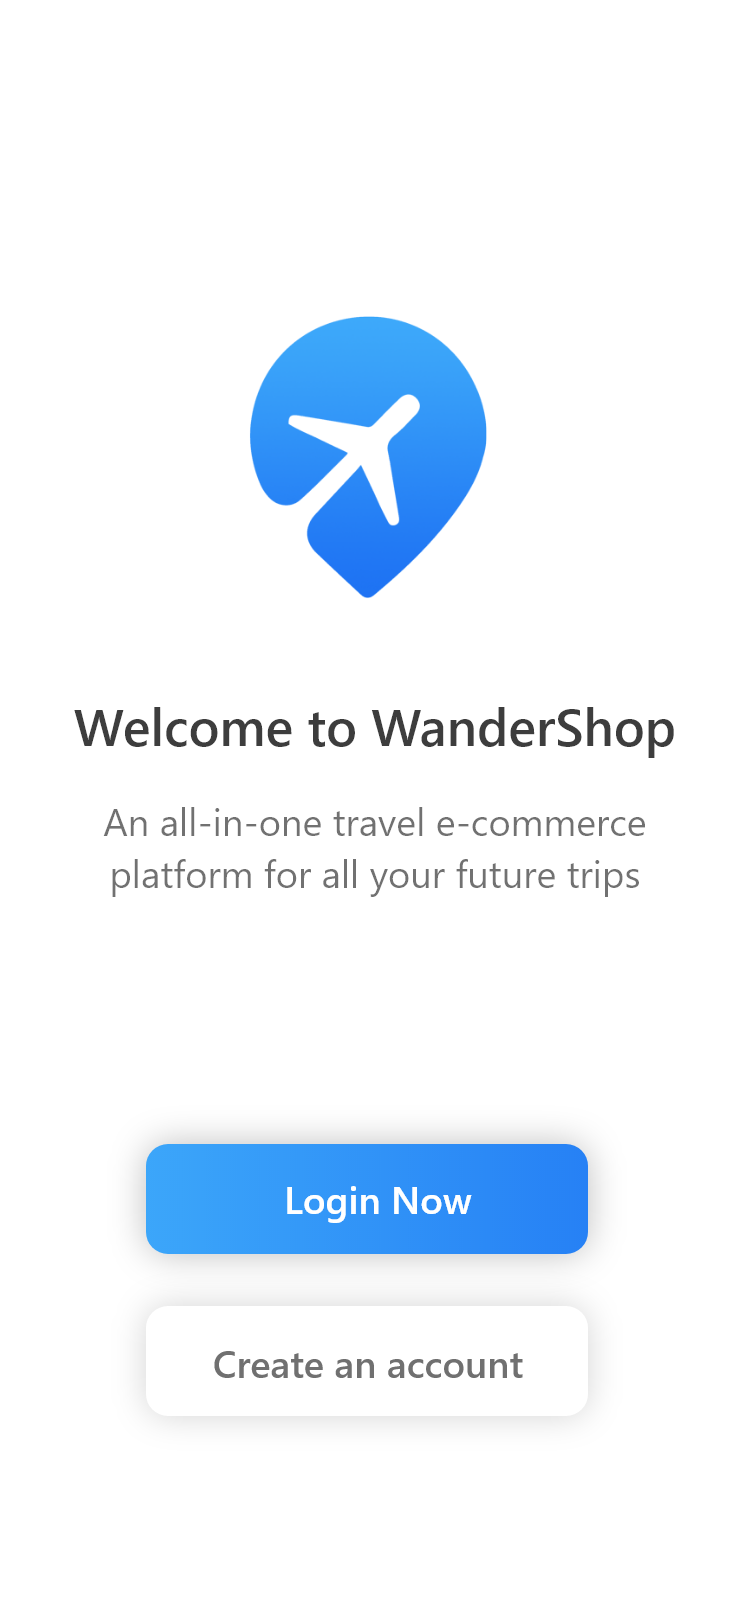 Welcome to WanderShop
An all-in-one travel e-commerce
platform for all your future trips
Login Now
Create an account